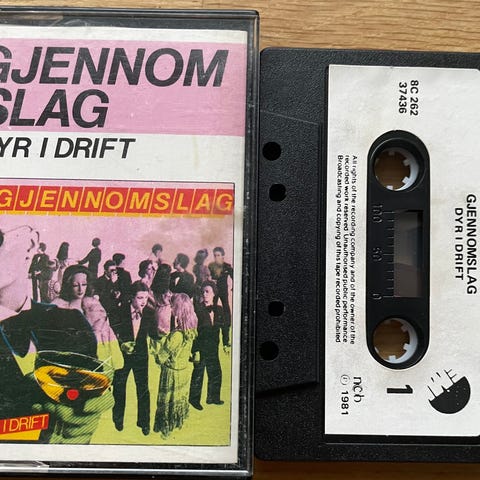 GJENNOM
SLAG
DYR I DRIFT
GJENNOMSLAG
I DRIFT
8C 262
37436
All rights of the recording company and of the owner of the
recorded work reserved Unauthorised public performance
Broadcasting and copying of this tape recorded prohibited
GJENNOMSLAG
DYR I DRIFT
100 50 0
1
ncb
℗ 1981